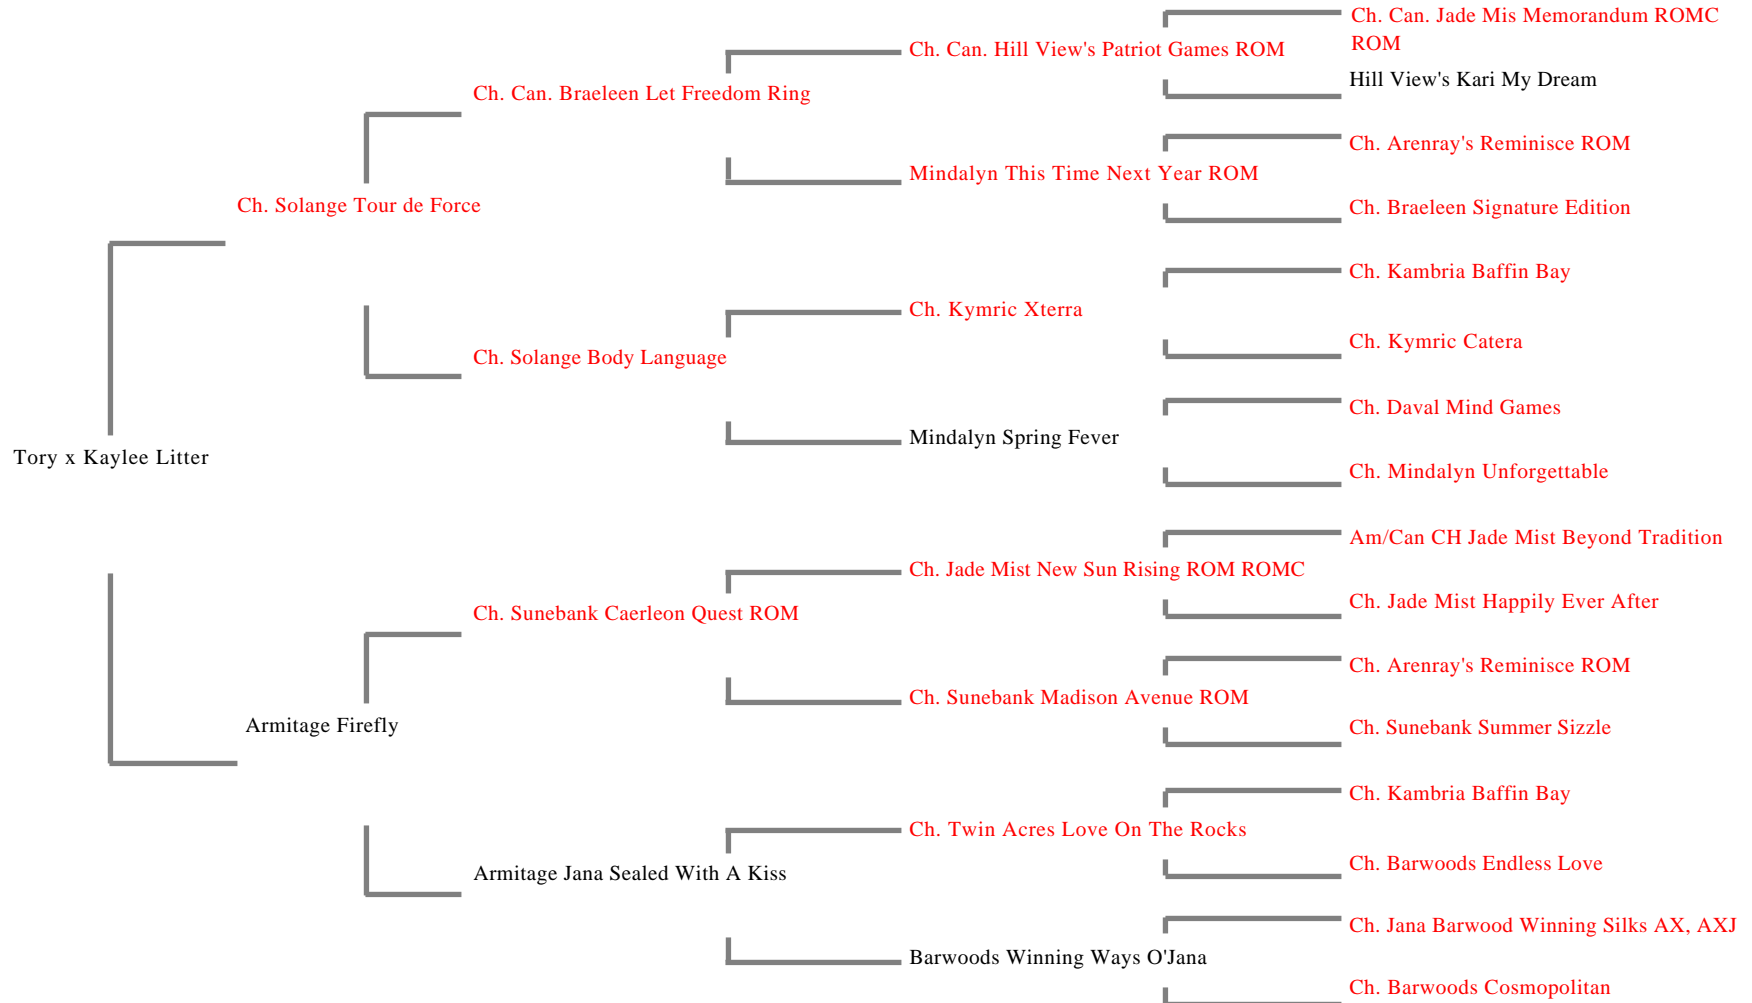 Ch. Can. Jade Mis Memorandum ROMC
ROM
Ch. Can. Hill View's Patriot Games ROM
Hill View's Kari My Dream
Ch. Can. Braeleen Let Freedom Ring
Ch. Arenray's Reminisce ROM
Mindalyn This Time Next Year ROM
Ch. Braeleen Signature Edition
Ch. Solange Tour de Force
Ch. Kambria Baffin Bay
Ch. Kymric Xterra
Ch. Kymric Catera
Ch. Solange Body Language
Ch. Daval Mind Games
Mindalyn Spring Fever
Ch. Mindalyn Unforgettable
Tory x Kaylee Litter
Am/Can CH Jade Mist Beyond Tradition
Ch. Jade Mist New Sun Rising ROM ROMC
Ch. Jade Mist Happily Ever After
Ch. Sunebank Caerleon Quest ROM
Ch. Arenray's Reminisce ROM
Ch. Sunebank Madison Avenue ROM
Ch. Sunebank Summer Sizzle
Armitage Firefly
Ch. Kambria Baffin Bay
Ch. Twin Acres Love On The Rocks
Ch. Barwoods Endless Love
Armitage Jana Sealed With A Kiss
Ch. Jana Barwood Winning Silks AX, AXJ
Barwoods Winning Ways O'Jana
Ch. Barwoods Cosmopolitan